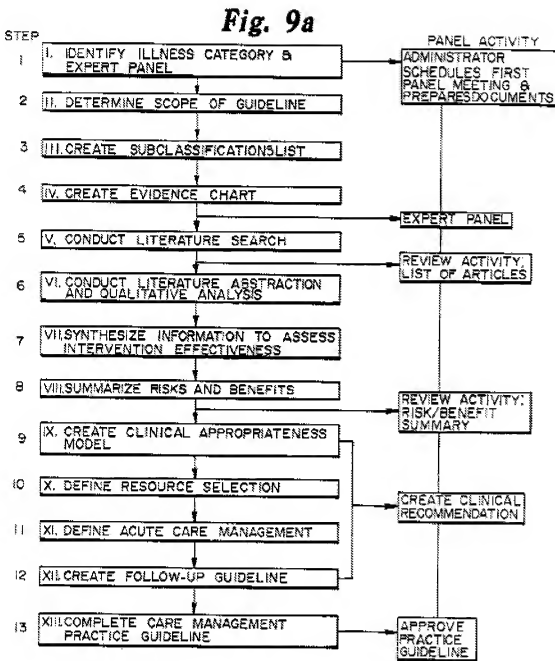 Fig. 9a
STEP
PANEL ACTIVITY
1
I. IDENTIFY ILLNESS CATEGORY &
EXPERT PANEL
ADMINISTRATOR
SCHEDULES FIRST
PANEL MEETING &
PREPARES DOCUMENTS
2
II. DETERMINE SCOPE OF GUIDELINE
3
III. CREATE SUBCLASSIFICATIONS LIST
4
IV. CREATE EVIDENCE CHART
EXPERT PANEL
5
V. CONDUCT LITERATURE SEARCH
REVIEW ACTIVITY;
LIST OF ARTICLES
6
VI. CONDUCT LITERATURE ABSTRACTION
AND QUALITATIVE ANALYSIS
7
VII. SYNTHESIZE INFORMATION TO ASSESS
INTERVENTION EFFECTIVENESS
8
VIII. SUMMARIZE RISKS AND BENEFITS
REVIEW ACTIVITY;
RISK/BENEFIT
SUMMARY
9
IX. CREATE CLINICAL APPROPRIATENESS
MODEL
10
X. DEFINE RESOURCE SELECTION
CREATE CLINICAL
RECOMMENDATION
11
XI. DEFINE ACUTE CARE MANAGEMENT
12
XII. CREATE FOLLOW-UP GUIDELINE
13
XIII. COMPLETE CARE MANAGEMENT
PRACTICE GUIDELINE
APPROVE
PRACTICE
GUIDELINE